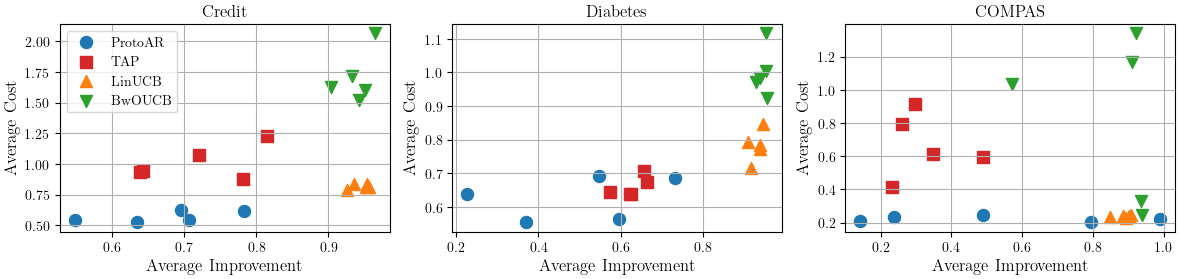 Credit
Average Cost
2.00
1.75
1.50
1.25
1.00
0.75
0.50
ProtoAR
TAP
LinUCB
BwOUCB
0.6
0.7
0.8
0.9
Average Improvement
Diabetes
Average Cost
1.1
1.0
0.9
0.8
0.7
0.6
0.2
0.4
0.6
0.8
Average Improvement
COMPAS
Average Cost
1.2
1.0
0.8
0.6
0.4
0.2
0.2
0.4
0.6
0.8
1.0
Average Improvement